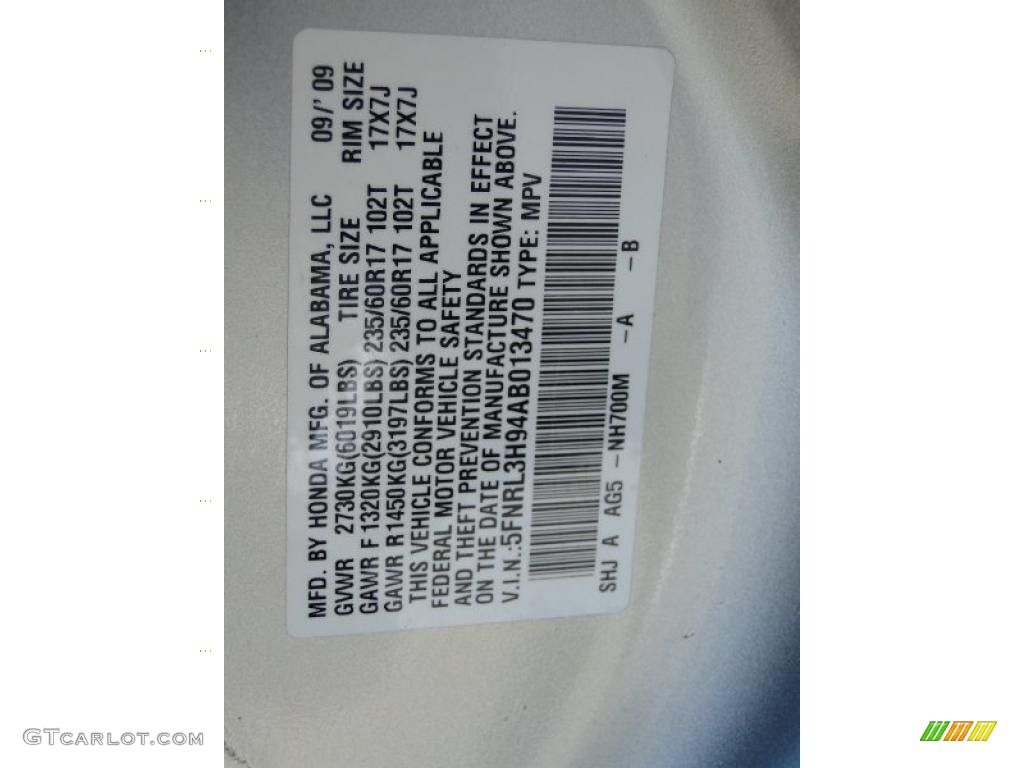 MFD. BY HONDA MFG. OF ALABAMA, LLC 09/' 09
GVWR 2730KG(6019LBS) TIRE SIZE RIM SIZE
GAWR F 1320KG(2910LBS) 235/60R17 102T 17X7J
GAWR R1450KG(3197LBS) 235/60R17 102T 17X7J
THIS VEHICLE CONFORMS TO ALL APPLICABLE
FEDERAL MOTOR VEHICLE SAFETY
AND THEFT PREVENTION STANDARDS IN EFFECT
ON THE DATE OF MANUFACTURE SHOWN ABOVE.
V.I.N.:5FNRL3H94AB013470 TYPE: MPV
SHJ A AG5 -NH700M -A -B
GTCARLOT.COM